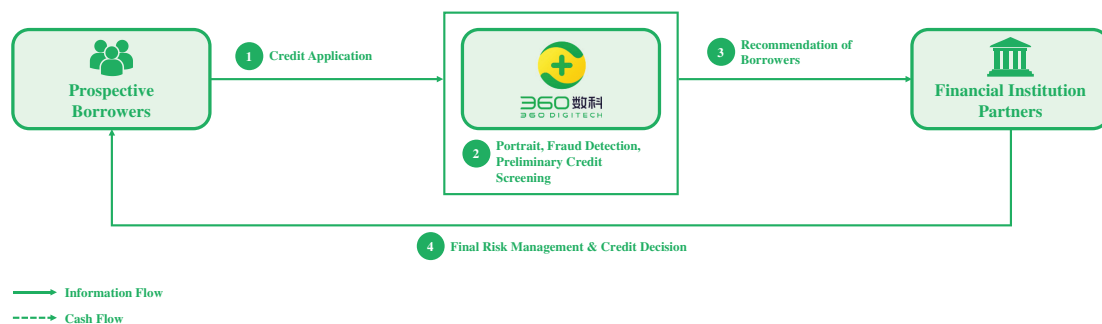 1 Credit Application
3 Recommendation of
Borrowers
Prospective
Borrowers
360数科
360 DIGITECH
Financial Institution
Partners
2 Portrait, Fraud Detection,
Preliminary Credit
Screening
4 Final Risk Management & Credit Decision
Information Flow
Cash Flow